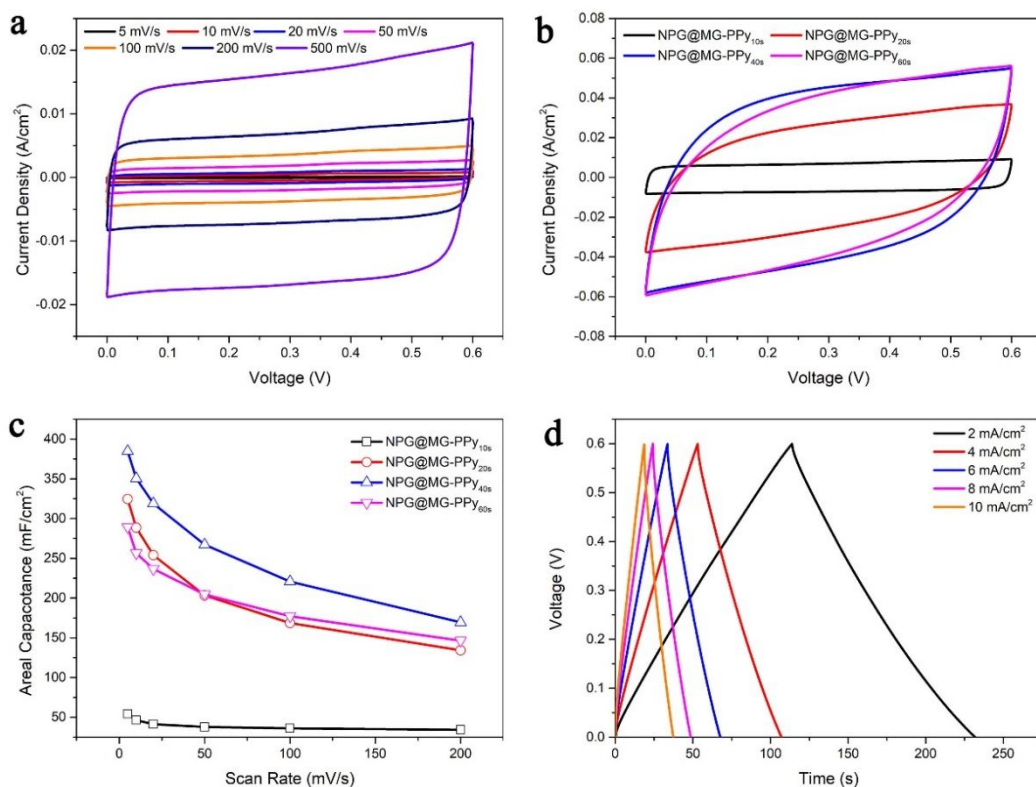 a
5 mV/s 10 mV/s 20 mV/s 50 mV/s
100 mV/s 200 mV/s 500 mV/s
0.02
0.01
0.00
-0.01
-0.02
Current Density (A/cm²)
0.0 0.1 0.2 0.3 0.4 0.5 0.6
Voltage (V)
b
NPG@MG-PPy10s NPG@MG-PPy20s
NPG@MG-PPy40s NPG@MG-PPy60s
0.08
0.06
0.04
0.02
0.00
-0.02
-0.04
-0.06
-0.08
Current Density (A/cm²)
0.0 0.1 0.2 0.3 0.4 0.5 0.6
Voltage (V)
c
NPG@MG-PPy10s
NPG@MG-PPy20s
NPG@MG-PPy40s
NPG@MG-PPy60s
400
350
300
250
200
150
100
50
Areal Capacotance (mF/cm²)
0 50 100 150 200
Scan Rate (mV/s)
d
2 mA/cm²
4 mA/cm²
6 mA/cm²
8 mA/cm²
10 mA/cm²
0.6
0.5
0.4
0.3
0.2
0.1
0.0
Voltage (V)
0 50 100 150 200 250
Time (s)